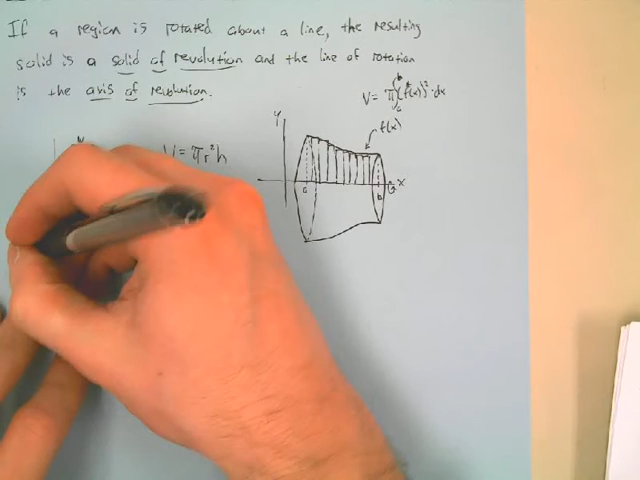 If a region is rotated about a line, the resulting
solid is a solid of revolution and the line of rotation
is the axis of revolution.
V = π∫ₐᵇ(f(x))²·dx
y
f(x)
V = πr²h
a
b
x